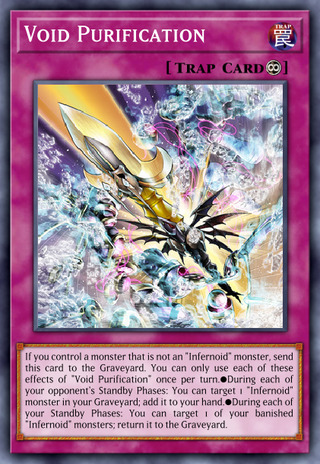 Void Purification
TRAP
罠
[Trap Card]
If you control a monster that is not an "Infernoid" monster, send
this card to the Graveyard. You can only use each of these
effects of "Void Purification" once per turn.●During each of
your opponent's Standby Phases: You can target 1 "Infernoid"
monster in your Graveyard; add it to your hand.●During each of
your Standby Phases: You can target 1 of your banished
"Infernoid" monsters; return it to the Graveyard.